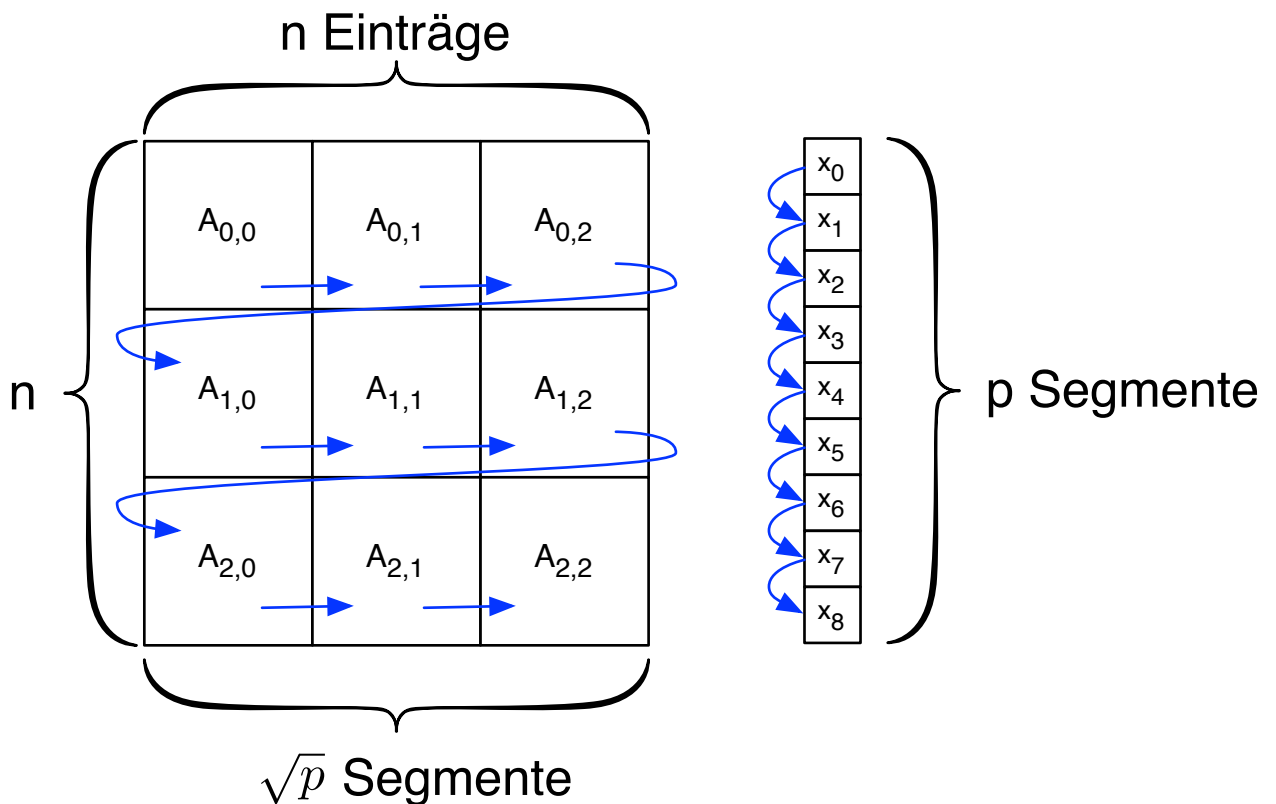 n Einträge
A0,0 A0,1 A0,2
A1,0 A1,1 A1,2
A2,0 A2,1 A2,2
n
√p Segmente
x0
x1
x2
x3
x4
x5
x6
x7
x8
p Segmente